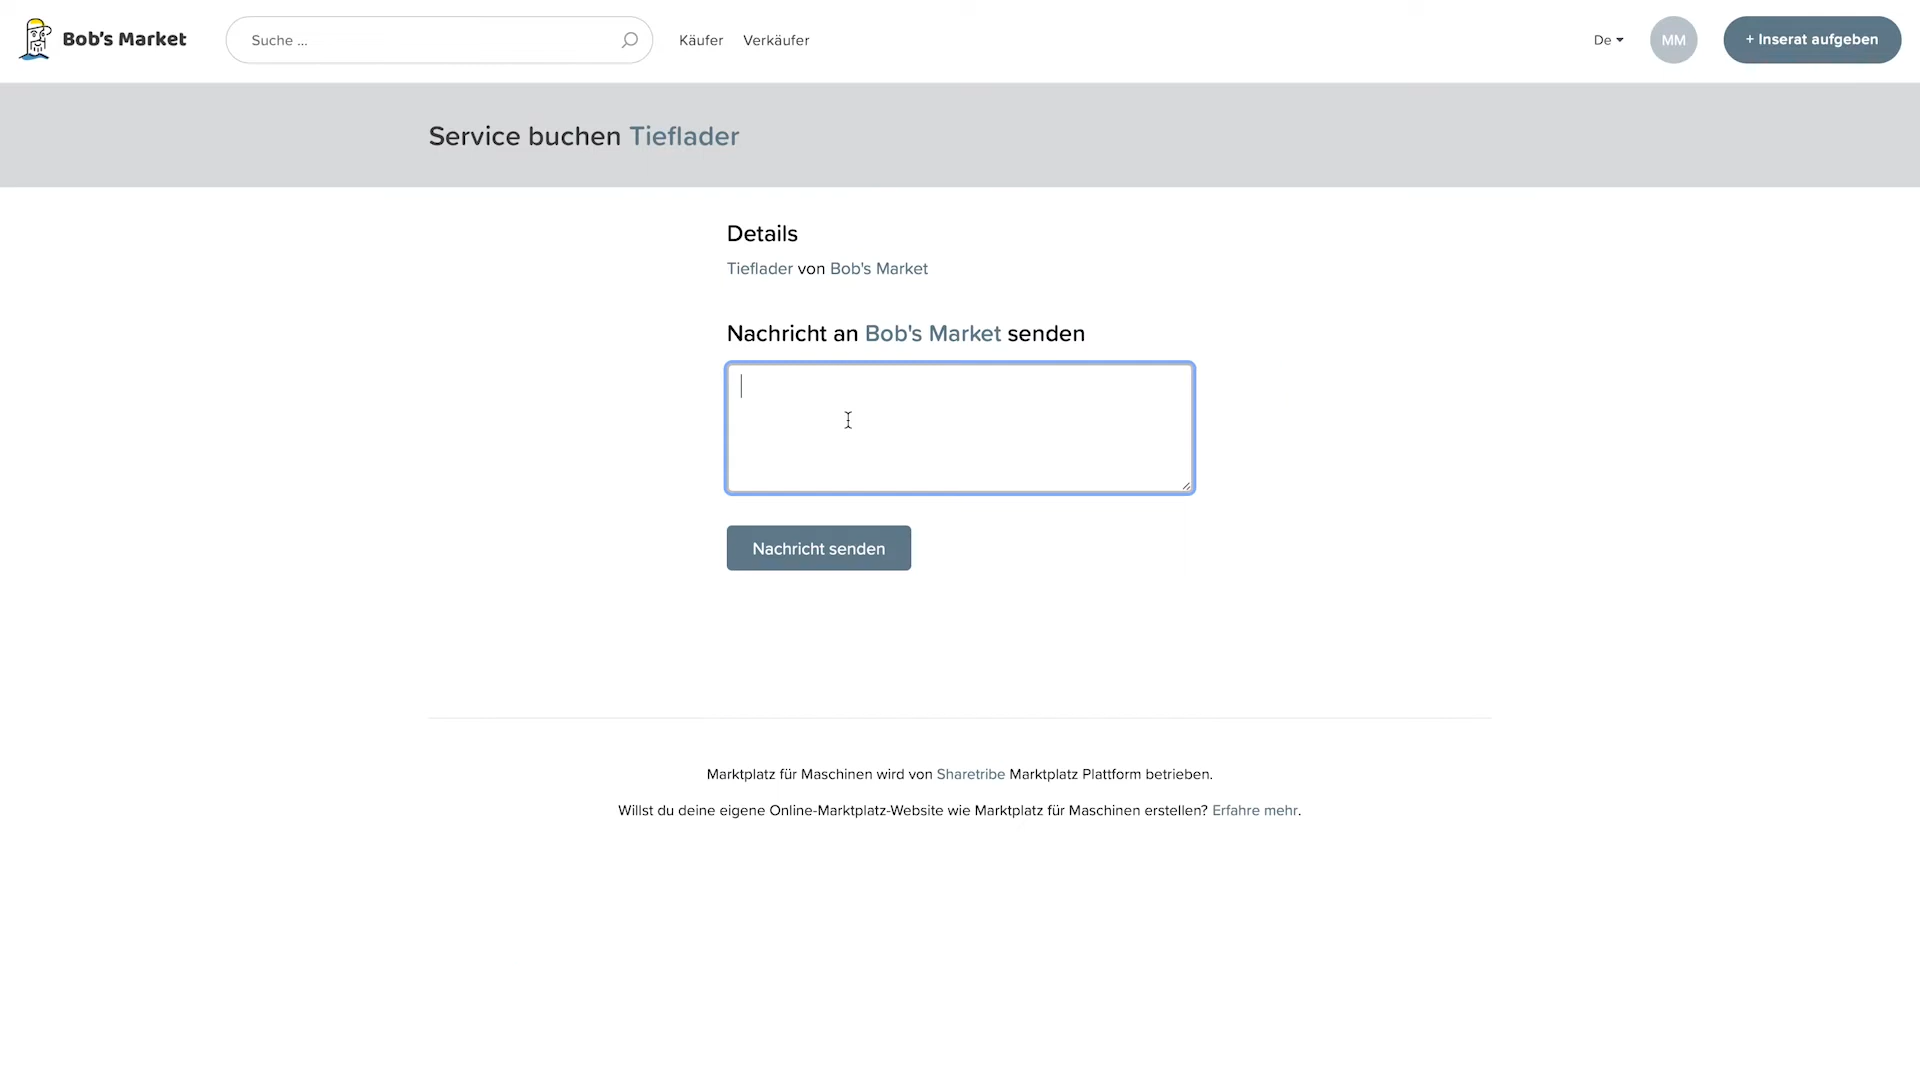 Bob's Market
Suche ...
Käufer
Verkäufer
De
MM
+ Inserat aufgeben
Service buchen Tieflader
Details
Tieflader von Bob's Market
Nachricht an Bob's Market senden
Nachricht senden
Marktplatz für Maschinen wird von Sharetribe Marktplatz Plattform betrieben.
Willst du deine eigene Online-Marktplatz-Website wie Marktplatz für Maschinen erstellen? Erfahre mehr.